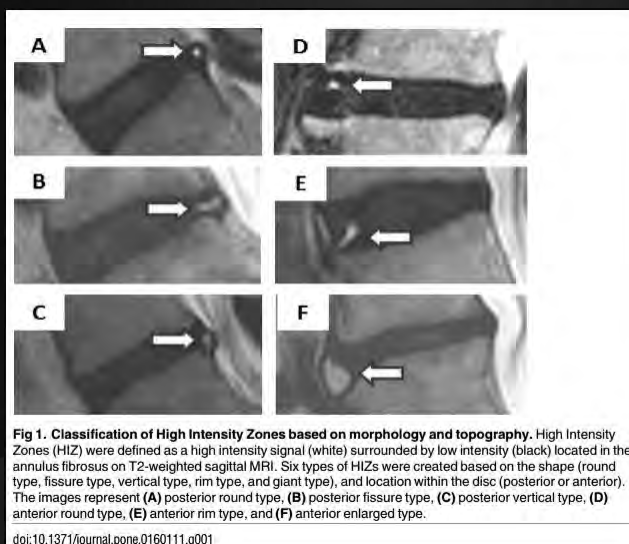 A
D
B
E
C
F
Fig 1. Classification of High Intensity Zones based on morphology and topography. High Intensity
Zones (HIZ) were defined as a high intensity signal (white) surrounded by low intensity (black) located in the
annulus fibrosus on T2-weighted sagittal MRI. Six types of HIZs were created based on the shape (round
type, fissure type, vertical type, rim type, and giant type), and location within the disc (posterior or anterior).
The images represent (A) posterior round type, (B) posterior fissure type, (C) posterior vertical type, (D)
anterior round type, (E) anterior rim type, and (F) anterior enlarged type.
doi:10.1371/journal.pone.0160111.g001